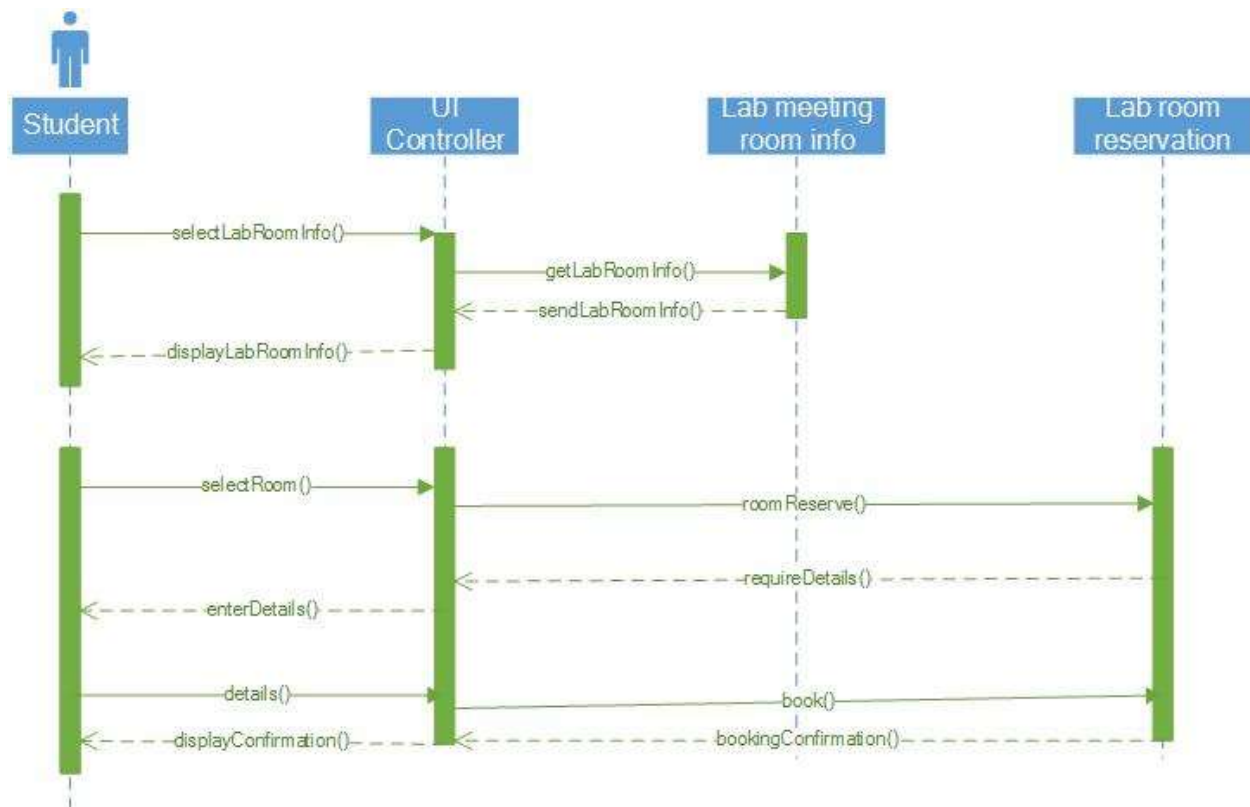 Student
UI
Controller
Lab meeting
room info
Lab room
reservation
selectLabRoomInfo()
getLabRoomInfo()
sendLabRoomInfo()
displayLabRoomInfo()
selectRoom()
roomReserve()
requireDetails()
enterDetails()
details()
book()
displayConfirmation()
bookingConfirmation()